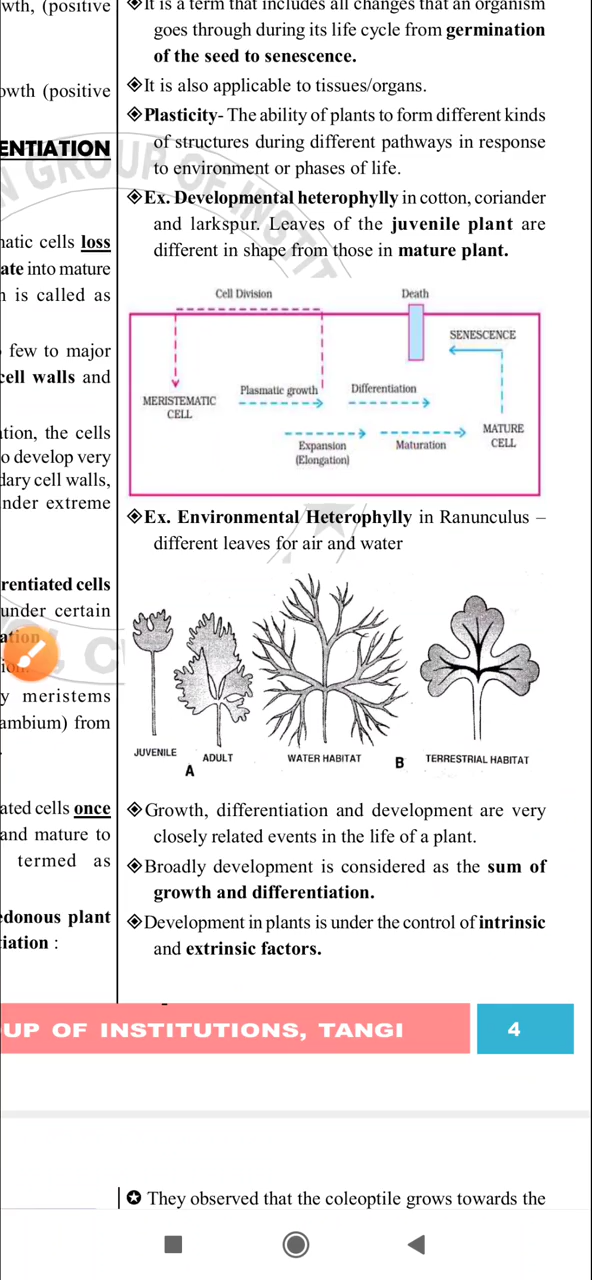 wth, (positive
owth (positive
ENTIATION
natic cells loss
ate into mature
n is called as
few to major
cell walls and
tion, the cells
o develop very
dary cell walls,
nder extreme
rentiated cells
under certain
ation
ion.
y meristems
ambium) from
ated cells once
and mature to
termed as
edonous plant
tiation :
◈It is a term that includes all changes that an organism
goes through during its life cycle from germination
of the seed to senescence.
◈It is also applicable to tissues/organs.
◈Plasticity- The ability of plants to form different kinds
of structures during different pathways in response
to environment or phases of life.
◈Ex. Developmental heterophylly in cotton, coriander
and larkspur. Leaves of the juvenile plant are
different in shape from those in mature plant.
Cell Division
Death
SENESCENCE
Plasmatic growth
Differentiation
MERISTEMATIC
CELL
MATURE
CELL
Expansion
(Elongation)
Maturation
◈Ex. Environmental Heterophylly in Ranunculus –
different leaves for air and water
JUVENILE
ADULT
A
WATER HABITAT
B
TERRESTRIAL HABITAT
◈Growth, differentiation and development are very
closely related events in the life of a plant.
◈Broadly development is considered as the sum of
growth and differentiation.
◈Development in plants is under the control of intrinsic
and extrinsic factors.
UP OF INSTITUTIONS, TANGI
4
✪ They observed that the coleoptile grows towards the